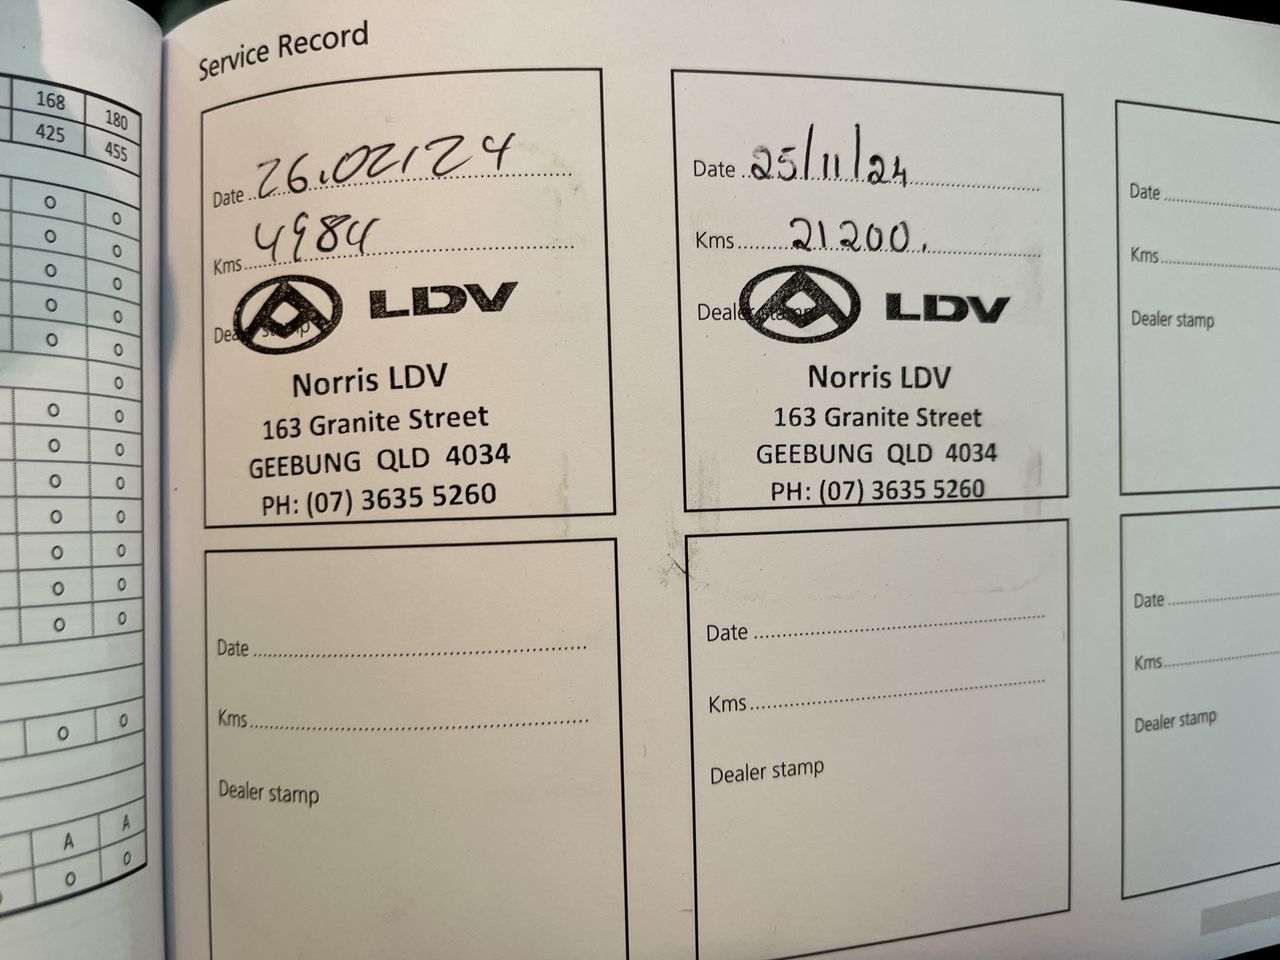 168 180
425 455
O O
O O
O O
O O
O O
O
O O
O O
O O
O O
O O
O O
O O
O O
A A
O O
Service Record
Date 26.02/24
Kms 4984
Dealer stamp
LDV
Norris LDV
163 Granite Street
GEEBUNG QLD 4034
PH: (07) 3635 5260
Date 25/11/24
Kms 21200.
Dealer stamp
LDV
Norris LDV
163 Granite Street
GEEBUNG QLD 4034
PH: (07) 3635 5260
Date
Kms
Dealer stamp
Date
Kms
Dealer stamp
Date
Kms
Dealer stamp
Date
Kms
Dealer stamp